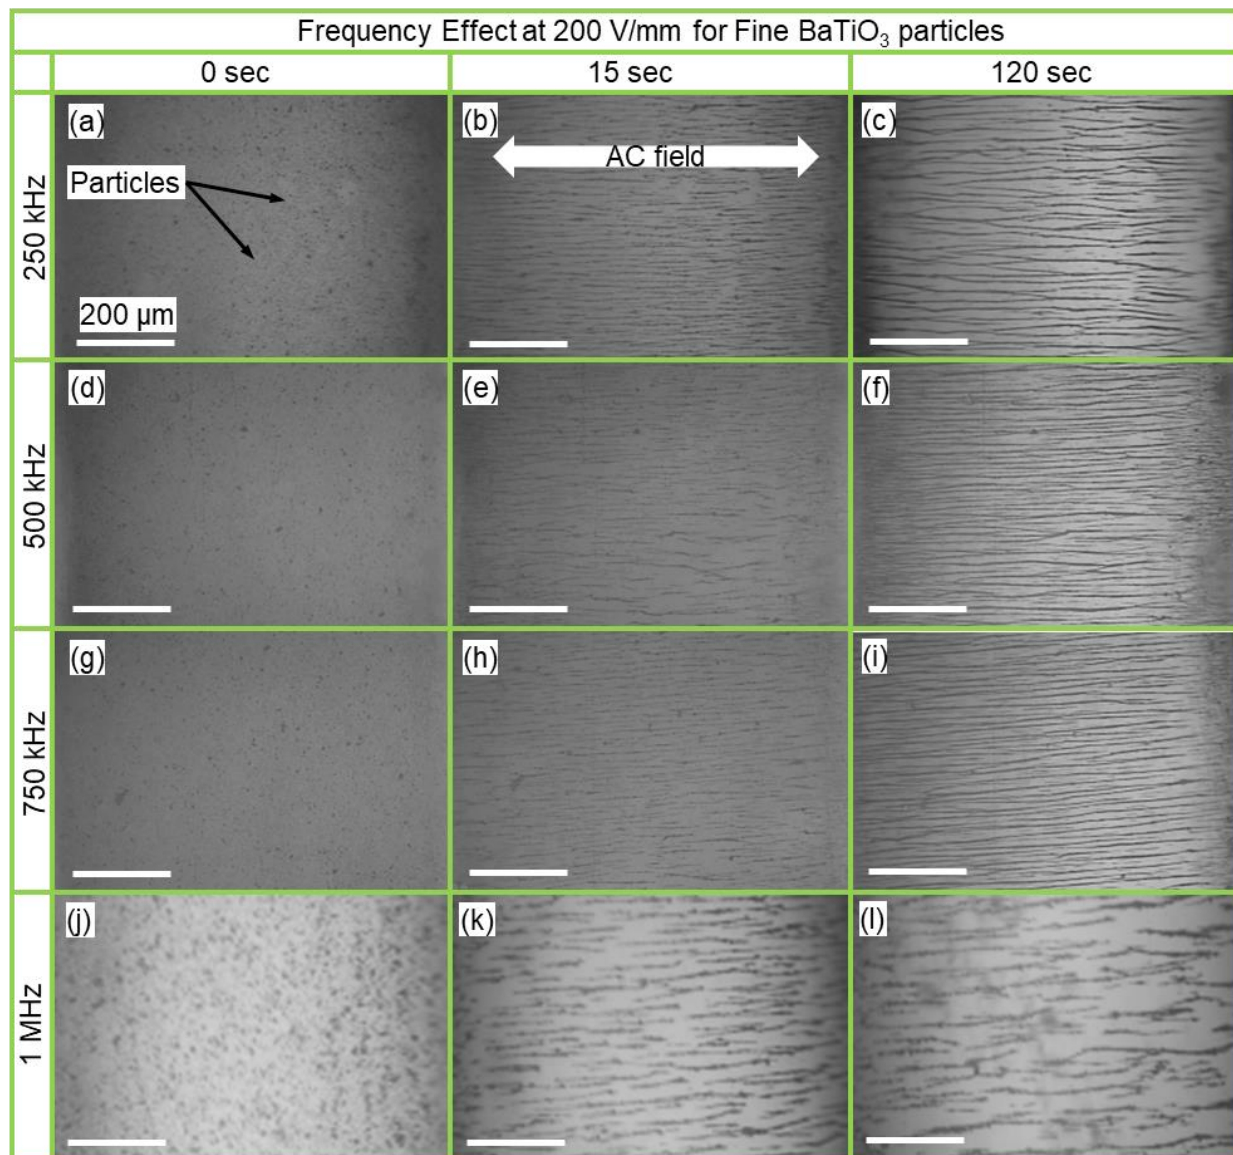 Frequency Effect at 200 V/mm for Fine BaTiO₃ particles
0 sec
15 sec
120 sec
250 kHz
(a)
Particles
200 µm
(b)
AC field
(c)
500 kHz
(d)
(e)
(f)
750 kHz
(g)
(h)
(i)
1 MHz
(j)
(k)
(l)